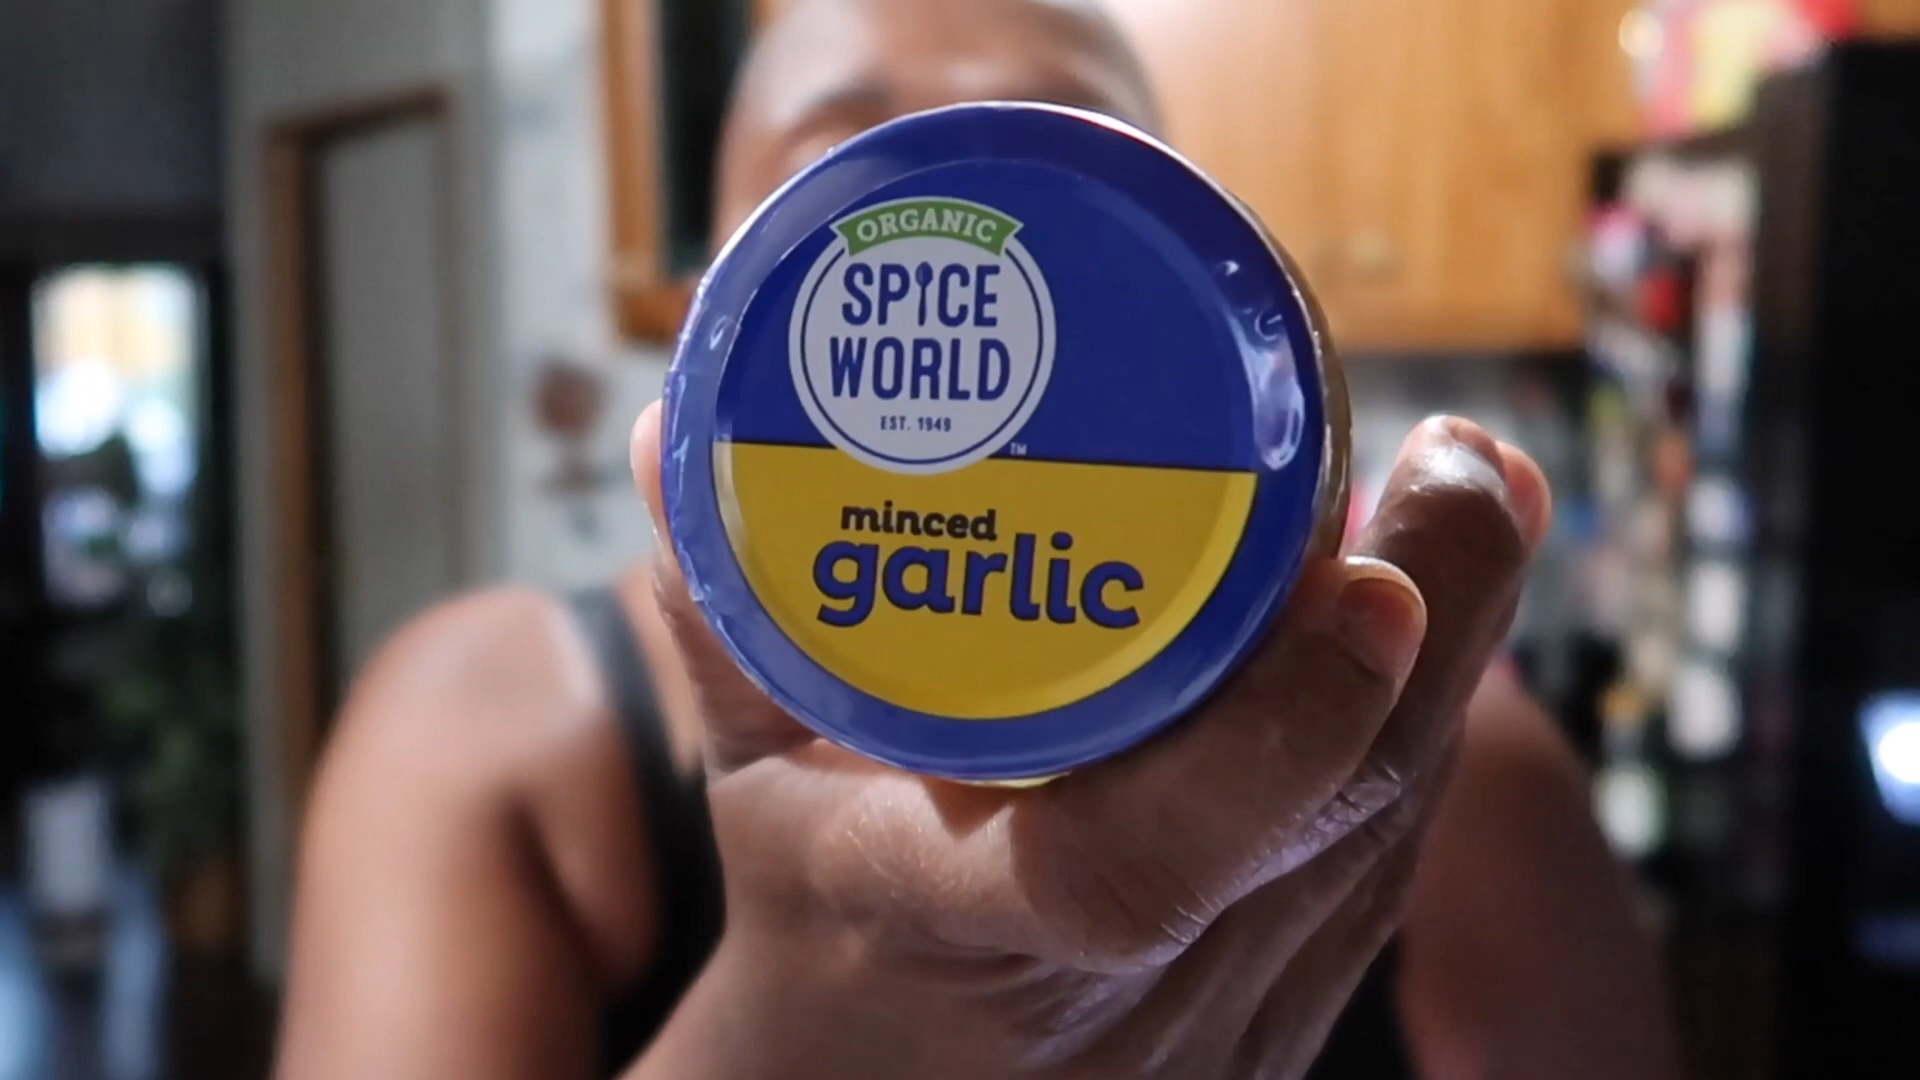 ORGANIC
SPICE
WORLD
EST. 1949
TM
minced
garlic